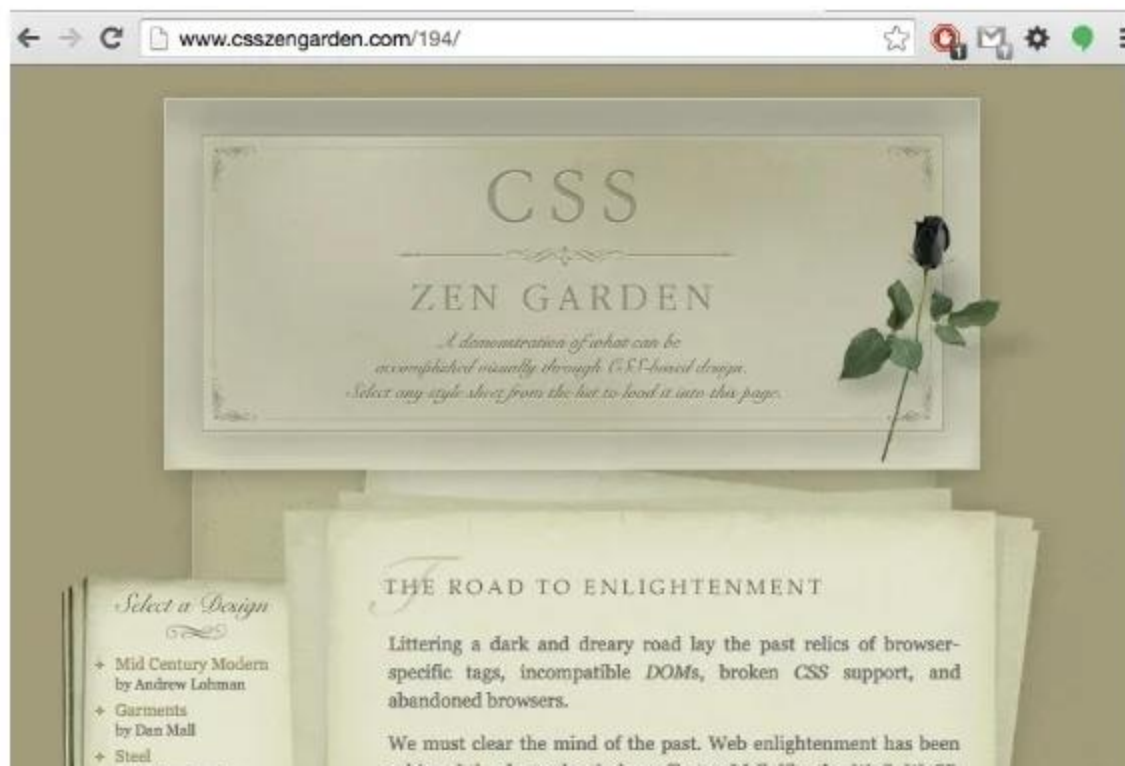 www.csszengarden.com/194/
CSS
ZEN GARDEN
A demonstration of what can be
accomplished visually through CSS-based design.
Select any style sheet from the list to load it into this page.
THE ROAD TO ENLIGHTENMENT
Littering a dark and dreary road lay the past relics of browser-
specific tags, incompatible DOMs, broken CSS support, and
abandoned browsers.
We must clear the mind of the past. Web enlightenment has been
Select a Design
Mid Century Modern
by Andrew Lohman
Garments
by Dan Mall
Steel